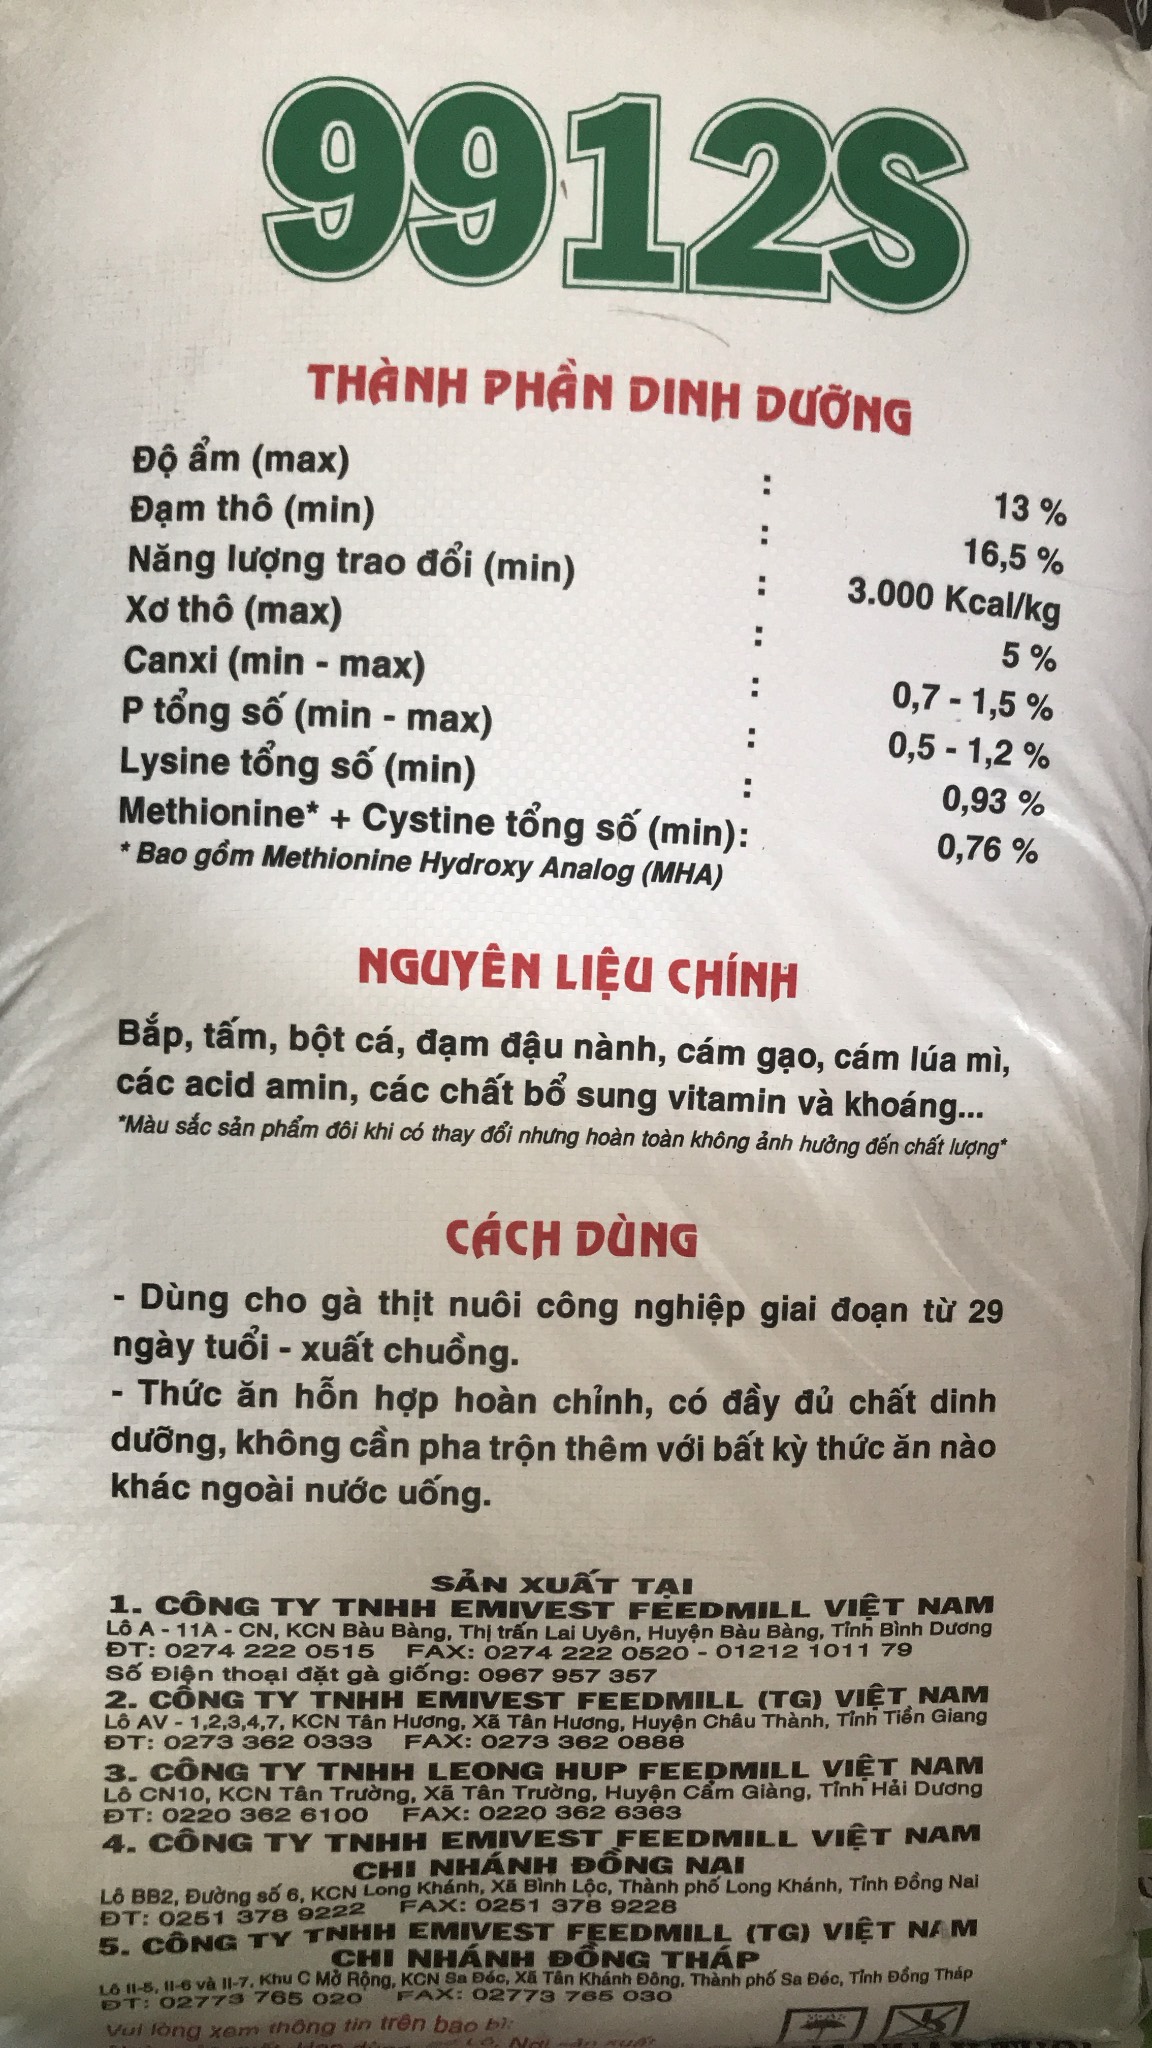 9912S
THÀNH PHẦN DINH DƯỠNG
Độ ẩm (max) : 13 %
Đạm thô (min) : 16,5 %
Năng lượng trao đổi (min) : 3.000 Kcal/kg
Xơ thô (max) : 5 %
Canxi (min - max) : 0,7 - 1,5 %
P tổng số (min - max) : 0,5 - 1,2 %
Lysine tổng số (min) : 0,93 %
Methionine* + Cystine tổng số (min): 0,76 %
* Bao gồm Methionine Hydroxy Analog (MHA)
NGUYÊN LIỆU CHÍNH
Bắp, tấm, bột cá, đạm đậu nành, cám gạo, cám lúa mì,
các acid amin, các chất bổ sung vitamin và khoáng...
*Màu sắc sản phẩm đôi khi có thay đổi nhưng hoàn toàn không ảnh hưởng đến chất lượng*
CÁCH DÙNG
- Dùng cho gà thịt nuôi công nghiệp giai đoạn từ 29
ngày tuổi - xuất chuồng.
- Thức ăn hỗn hợp hoàn chỉnh, có đầy đủ chất dinh
dưỡng, không cần pha trộn thêm với bất kỳ thức ăn nào
khác ngoài nước uống.
SẢN XUẤT TẠI
1. CÔNG TY TNHH EMIVEST FEEDMILL VIỆT NAM
Lô A - 11A - CN, KCN Bàu Bàng, Thị trấn Lai Uyên, Huyện Bàu Bàng, Tỉnh Bình Dương
ĐT: 0274 222 0515 FAX: 0274 222 0520 - 01212 1011 79
Số Điện thoại đặt gà giống: 0967 957 357
2. CÔNG TY TNHH EMIVEST FEEDMILL (TG) VIỆT NAM
Lô AV - 1,2,3,4,7, KCN Tân Hương, Xã Tân Hương, Huyện Châu Thành, Tỉnh Tiền Giang
ĐT: 0273 362 0333 FAX: 0273 362 0888
3. CÔNG TY TNHH LEONG HUP FEEDMILL VIỆT NAM
Lô CN10, KCN Tân Trường, Xã Tân Trường, Huyện Cẩm Giàng, Tỉnh Hải Dương
ĐT: 0220 362 6100 FAX: 0220 362 6363
4. CÔNG TY TNHH EMIVEST FEEDMILL VIỆT NAM
CHI NHÁNH ĐỒNG NAI
Lô BB2, Đường số 6, KCN Long Khánh, Xã Bình Lộc, Thành phố Long Khánh, Tỉnh Đồng Nai
ĐT: 0251 378 9222 FAX: 0251 378 9228
5. CÔNG TY TNHH EMIVEST FEEDMILL (TG) VIỆT NAM
CHI NHÁNH ĐỒNG THÁP
Lô II-5, II-6 và II-7, Khu C Mở Rộng, KCN Sa Đéc, Xã Tân Khánh Đông, Thành phố Sa Đéc, Tỉnh Đồng Tháp
ĐT: 02773 765 020 FAX: 02773 765 030
Vui lòng xem thông tin trên bao bì: